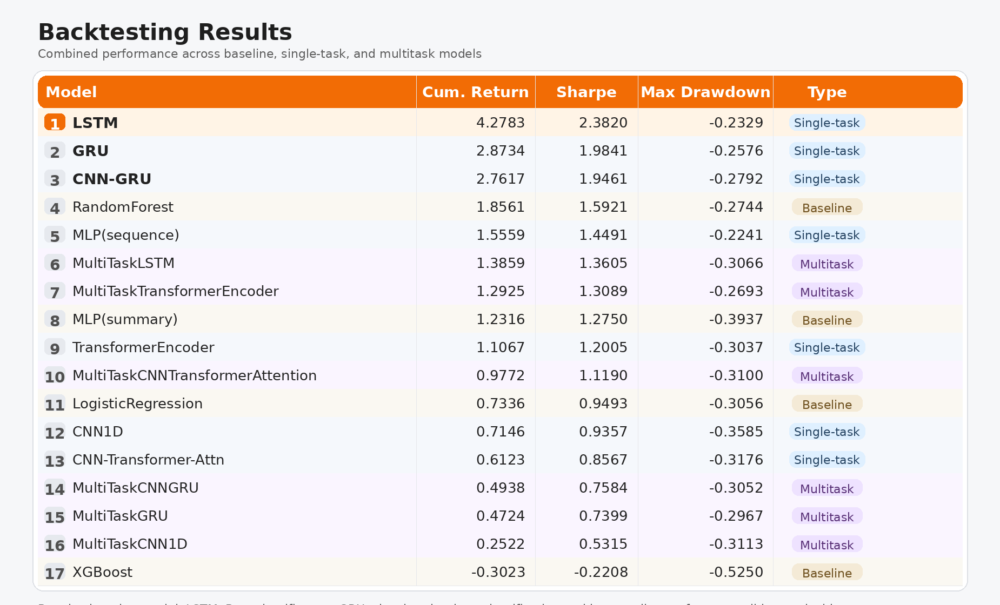 Backtesting Results
Combined performance across baseline, single-task, and multitask models
Model Cum. Return Sharpe Max Drawdown Type
1 LSTM 4.2783 2.3820 -0.2329 Single-task
2 GRU 2.8734 1.9841 -0.2576 Single-task
3 CNN-GRU 2.7617 1.9461 -0.2792 Single-task
4 RandomForest 1.8561 1.5921 -0.2744 Baseline
5 MLP(sequence) 1.5559 1.4491 -0.2241 Single-task
6 MultiTaskLSTM 1.3859 1.3605 -0.3066 Multitask
7 MultiTaskTransformerEncoder 1.2925 1.3089 -0.2693 Multitask
8 MLP(summary) 1.2316 1.2750 -0.3937 Baseline
9 TransformerEncoder 1.1067 1.2005 -0.3037 Single-task
10 MultiTaskCNNTransformerAttention 0.9772 1.1190 -0.3100 Multitask
11 LogisticRegression 0.7336 0.9493 -0.3056 Baseline
12 CNN1D 0.7146 0.9357 -0.3585 Single-task
13 CNN-Transformer-Attn 0.6123 0.8567 -0.3176 Single-task
14 MultiTaskCNNGRU 0.4938 0.7584 -0.3052 Multitask
15 MultiTaskGRU 0.4724 0.7399 -0.2967 Multitask
16 MultiTaskCNN1D 0.2522 0.5315 -0.3113 Multitask
17 XGBoost -0.3023 -0.2208 -0.5250 Baseline